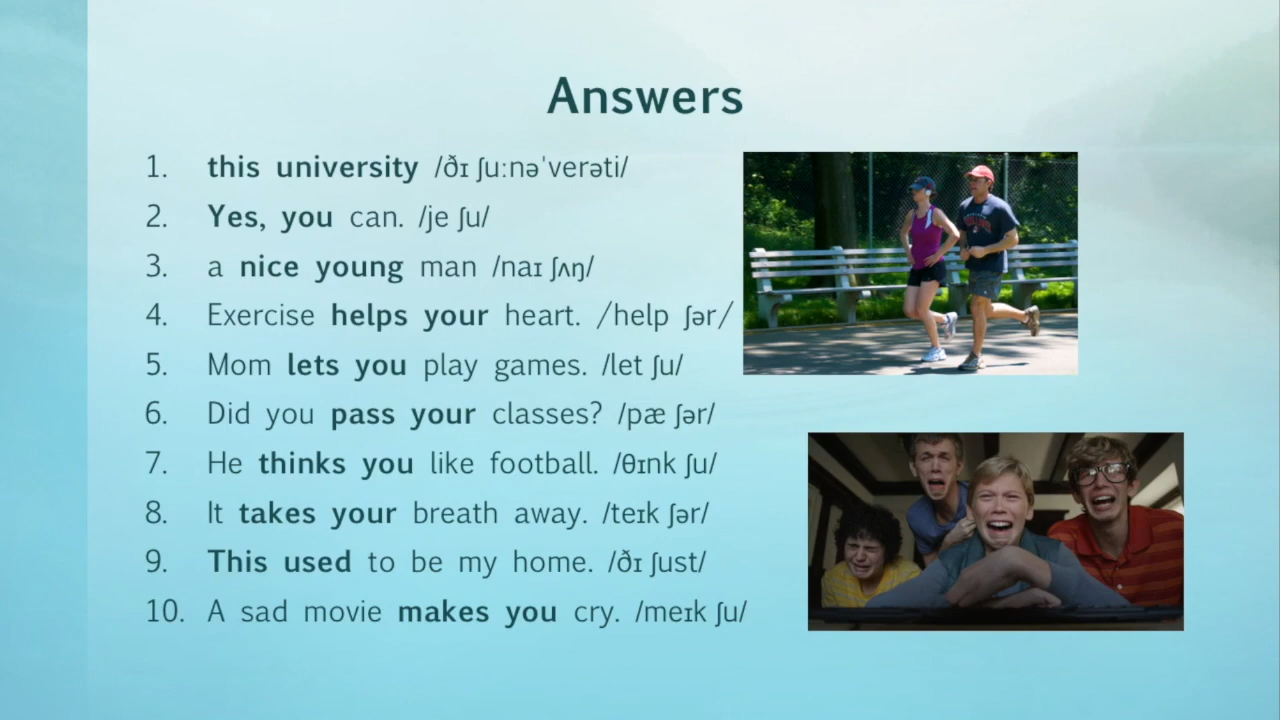 Answers
1. this university /ðɪ ʃuːnəˈverəti/
2. Yes, you can. /je ʃu/
3. a nice young man /naɪ ʃʌŋ/
4. Exercise helps your heart. /help ʃər/
5. Mom lets you play games. /let ʃu/
6. Did you pass your classes? /pæ ʃər/
7. He thinks you like football. /θɪnk ʃu/
8. It takes your breath away. /teɪk ʃər/
9. This used to be my home. /ðɪ ʃust/
10. A sad movie makes you cry. /meɪk ʃu/